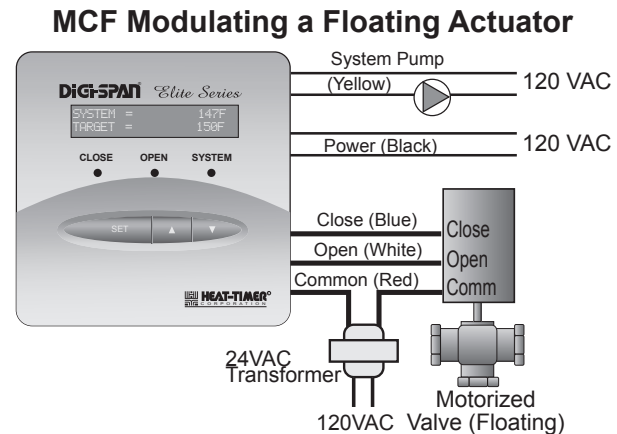 MCF Modulating a Floating Actuator
System Pump
(Yellow)
120 VAC
Power (Black)
120 VAC
DIGI-SPAN Elite Series
SYSTEM = 147F
TARGET = 150F
CLOSE OPEN SYSTEM
SET
HEAT-TIMER®
CORPORATION
Close (Blue)
Open (White)
Common (Red)
Close
Open
Comm
24VAC
Transformer
120VAC
Motorized
Valve (Floating)